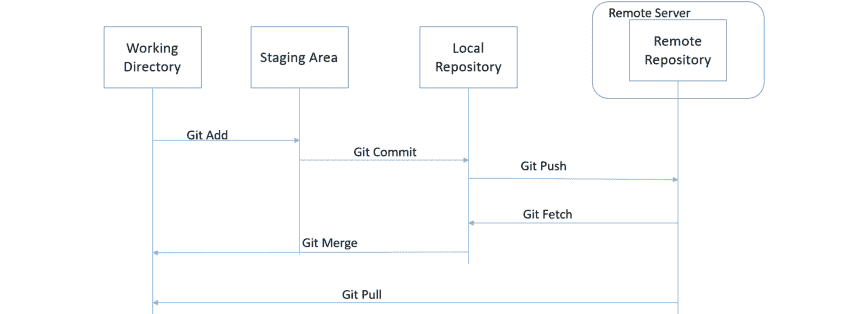 Remote Server
Working
Directory
Staging Area
Local
Repository
Remote
Repository
Git Add
Git Commit
Git Push
Git Fetch
Git Merge
Git Pull